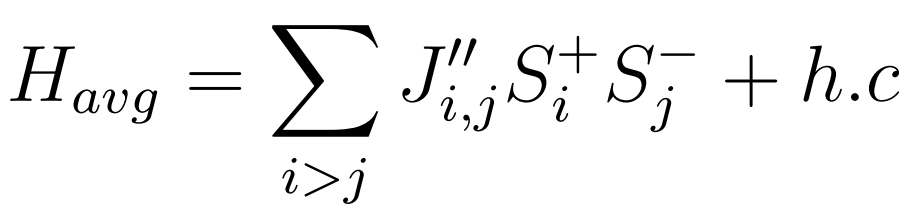 $H_{avg} = \sum_{i>j} J''_{i,j} S_i^+ S_j^- + h.c$